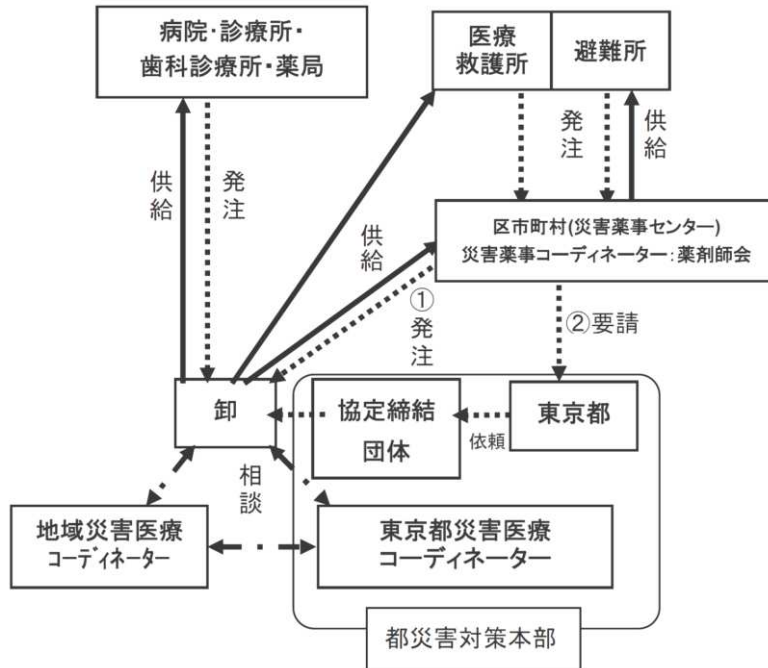 病院・診療所・
歯科診療所・薬局
医療
救護所
避難所
供給
発注
発注
供給
区市町村(災害薬事センター)
災害薬事コーディネーター:薬剤師会
供給
①発注
②要請
卸
協定締結
団体
依頼
東京都
相談
地域災害医療
コーディネーター
東京都災害医療
コーディネーター
都災害対策本部